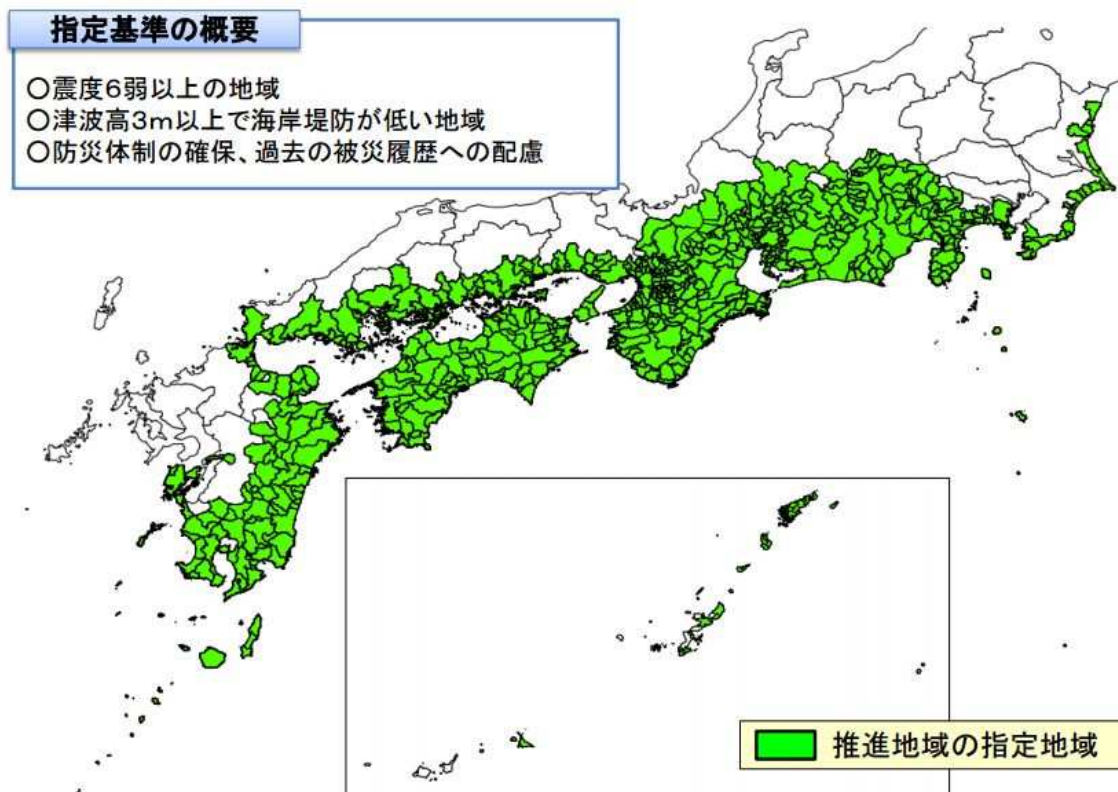 指定基準の概要
○震度6弱以上の地域
○津波高3m以上で海岸堤防が低い地域
○防災体制の確保、過去の被災履歴への配慮
推進地域の指定地域